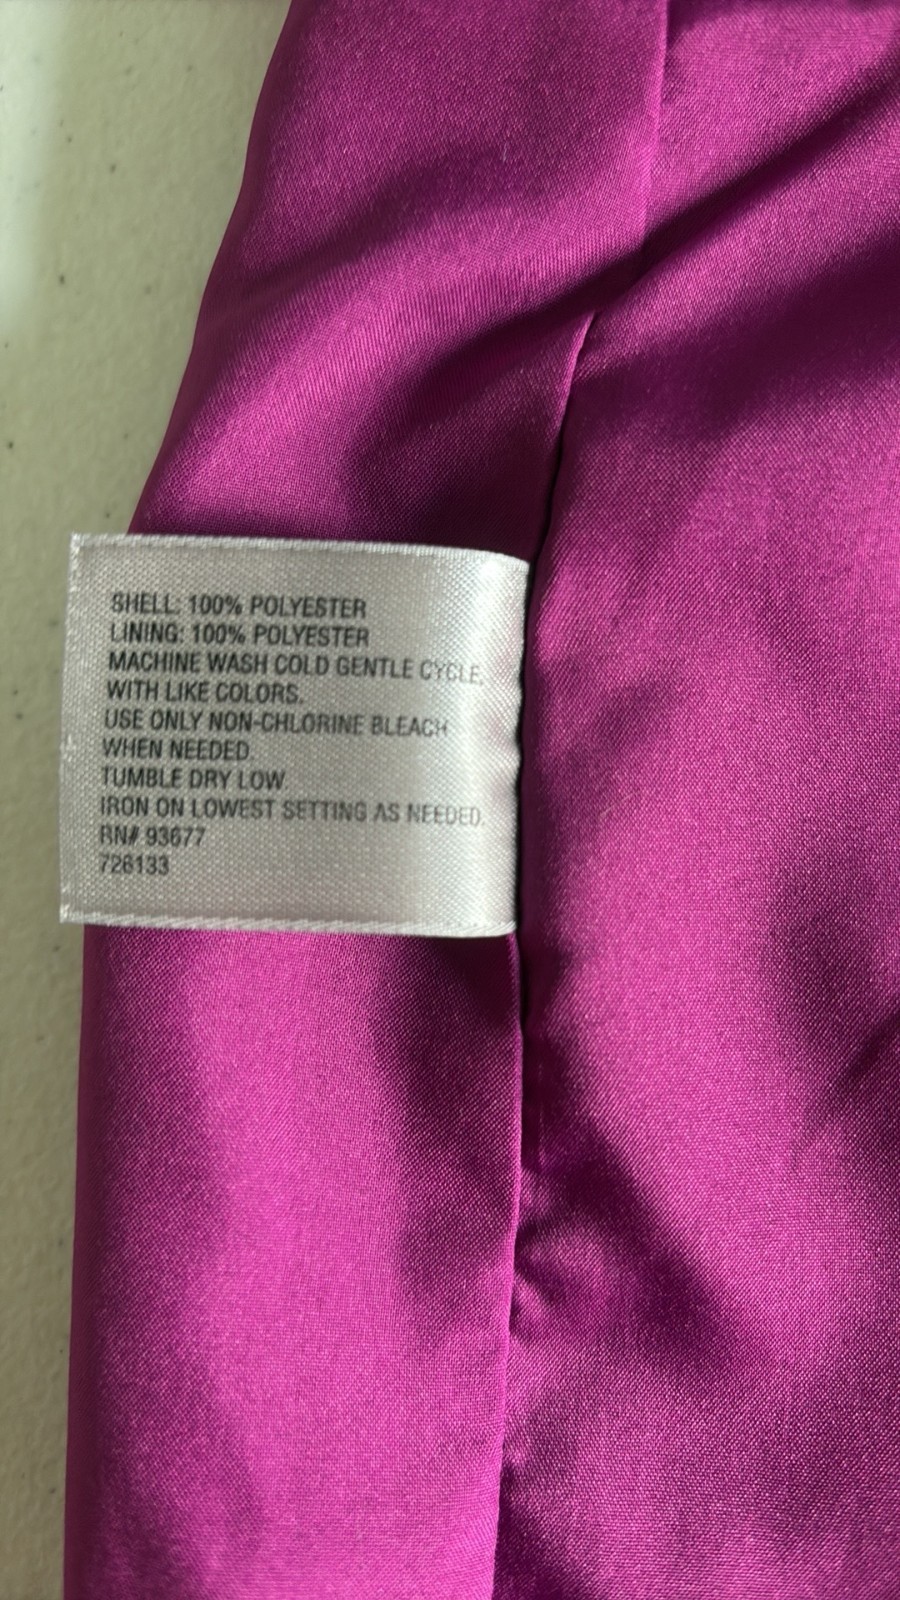 SHELL: 100% POLYESTER
LINING: 100% POLYESTER
MACHINE WASH COLD GENTLE CYCLE,
WITH LIKE COLORS.
USE ONLY NON-CHLORINE BLEACH
WHEN NEEDED.
TUMBLE DRY LOW
IRON ON LOWEST SETTING AS NEEDED.
RN# 93677
726133